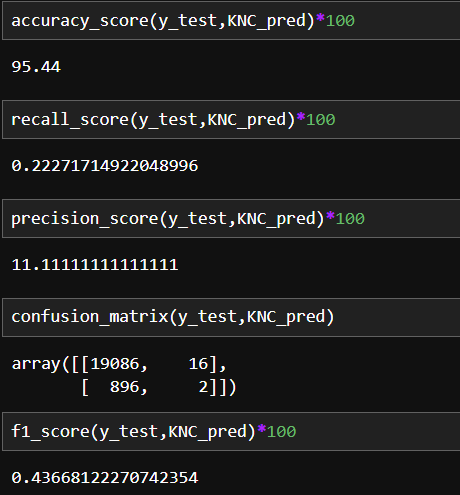 accuracy_score(y_test,KNC_pred)*100
95.44
recall_score(y_test,KNC_pred)*100
0.22271714922048996
precision_score(y_test,KNC_pred)*100
11.11111111111111
confusion_matrix(y_test,KNC_pred)
array([[19086,    16],
       [  896,     2]])
f1_score(y_test,KNC_pred)*100
0.43668122270742354